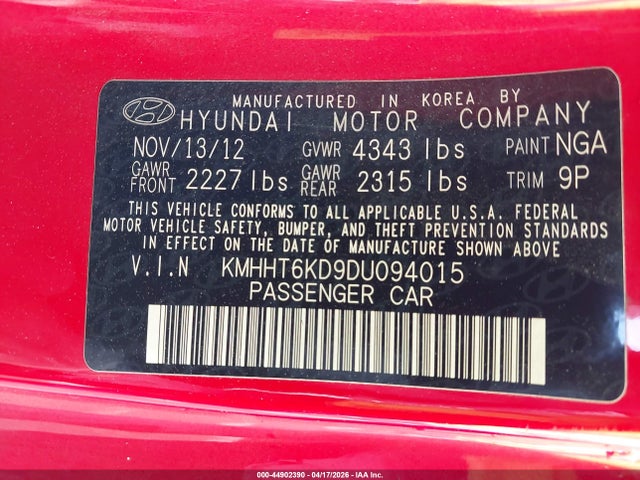 MANUFACTURED IN KOREA BY
HYUNDAI MOTOR COMPANY
NOV/13/12 GVWR 4343 lbs PAINT NGA
GAWR FRONT 2227 lbs GAWR REAR 2315 lbs TRIM 9P
THIS VEHICLE CONFORMS TO ALL APPLICABLE U.S.A. FEDERAL
MOTOR VEHICLE SAFETY, BUMPER, AND THEFT PREVENTION STANDARDS
IN EFFECT ON THE DATE OF MANUFACTURE SHOWN ABOVE
V.I.N KMHHT6KD9DU094015
PASSENGER CAR
000-44902390 - 04/17/2026 - IAA Inc.